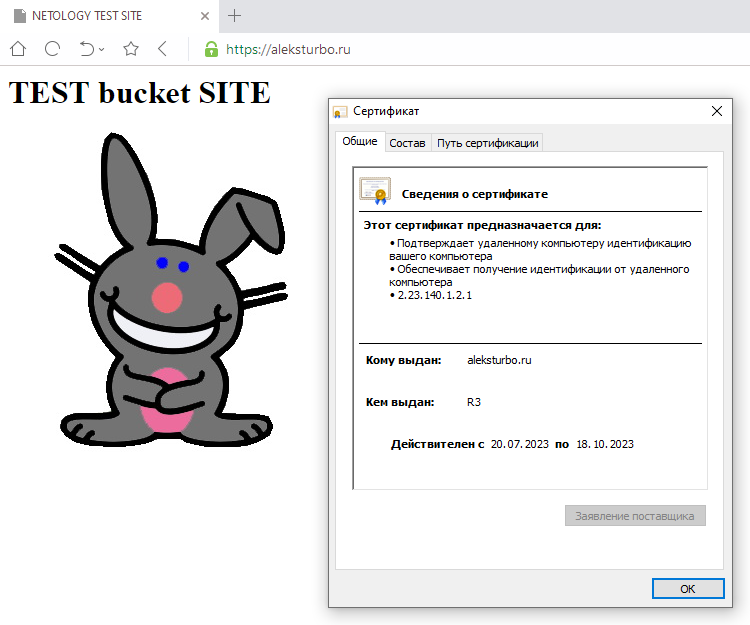 NETOLOGY TEST SITE
https://aleksturbo.ru
TEST bucket SITE
Сертификат
Общие
Состав
Путь сертификации
Сведения о сертификате
Этот сертификат предназначается для:
• Подтверждает удаленному компьютеру идентификацию
вашего компьютера
• Обеспечивает получение идентификации от удаленного
компьютера
• 2.23.140.1.2.1
Кому выдан: aleksturbo.ru
Кем выдан: R3
Действителен с 20.07.2023 по 18.10.2023
Заявление поставщика
OK